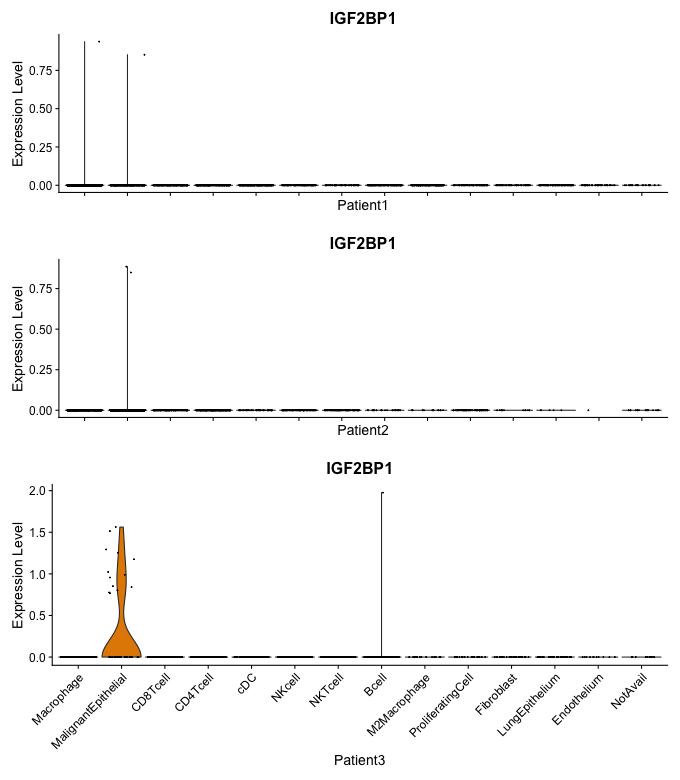 IGF2BP1
Expression Level
0.75
0.50
0.25
0.00
Patient1
IGF2BP1
Expression Level
0.75
0.50
0.25
0.00
Patient2
IGF2BP1
Expression Level
2.0
1.5
1.0
0.5
0.0
Macrophage
MalignantEpithelial
CD8Tcell
CD4Tcell
cDC
NKcell
NKTcell
Bcell
M2Macrophage
ProliferatingCell
Fibroblast
LungEpithelium
Endothelium
NotAvail
Patient3